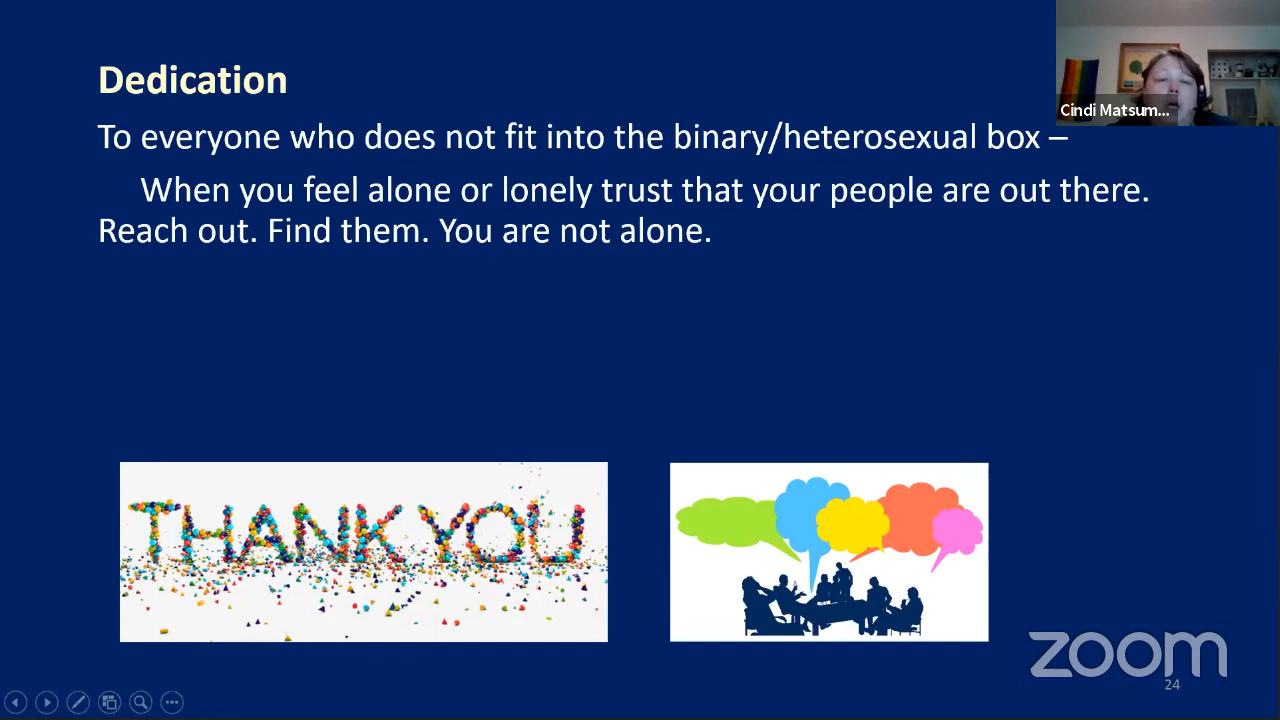 Dedication
Cindi Matsum...
To everyone who does not fit into the binary/heterosexual box –
When you feel alone or lonely trust that your people are out there.
Reach out. Find them. You are not alone.
THANK YOU
zoom
24